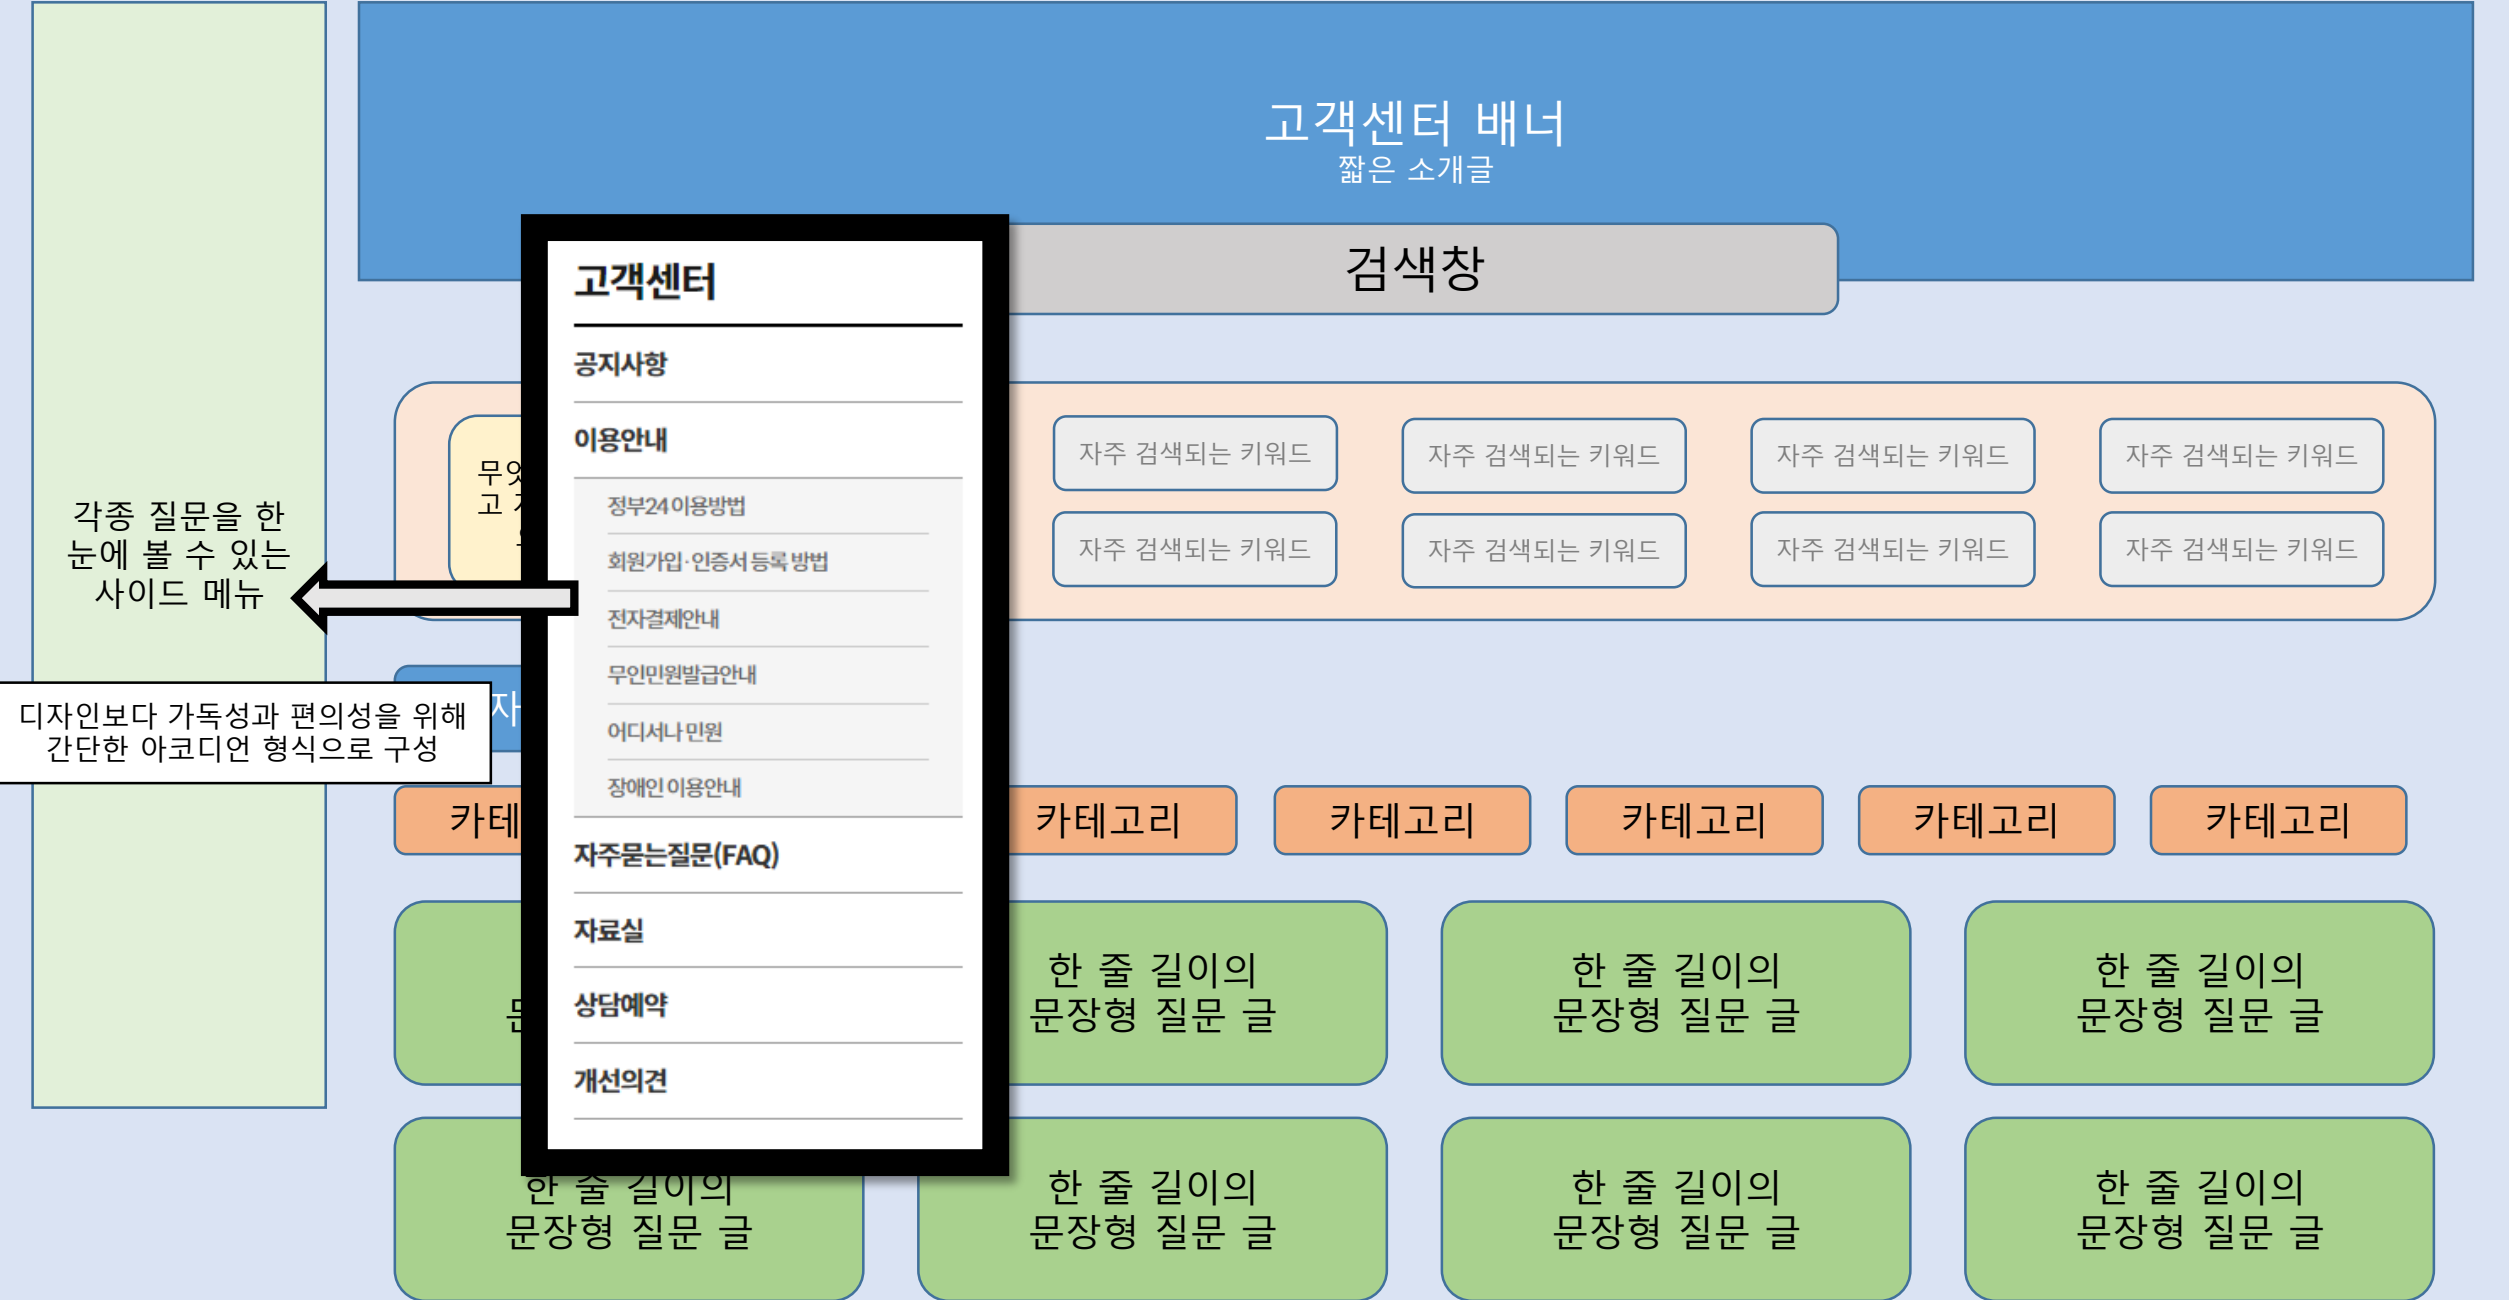 고객센터 배너
짧은 소개글
검색창
고객센터
공지사항
이용안내
정부24 이용방법
회원가입·인증서 등록 방법
전자결제안내
무인민원발급안내
어디서나 민원
장애인 이용안내
자주묻는질문(FAQ)
자료실
상담예약
개선의견
각종 질문을 한
눈에 볼 수 있는
사이드 메뉴
디자인보다 가독성과 편의성을 위해
간단한 아코디언 형식으로 구성
자주 검색되는 키워드
자주 검색되는 키워드
자주 검색되는 키워드
자주 검색되는 키워드
자주 검색되는 키워드
자주 검색되는 키워드
자주 검색되는 키워드
자주 검색되는 키워드
카테고리
카테고리
카테고리
카테고리
카테고리
한 줄 길이의
문장형 질문 글
한 줄 길이의
문장형 질문 글
한 줄 길이의
문장형 질문 글
한 줄 길이의
문장형 질문 글
한 줄 길이의
문장형 질문 글
한 줄 길이의
문장형 질문 글
한 줄 길이의
문장형 질문 글